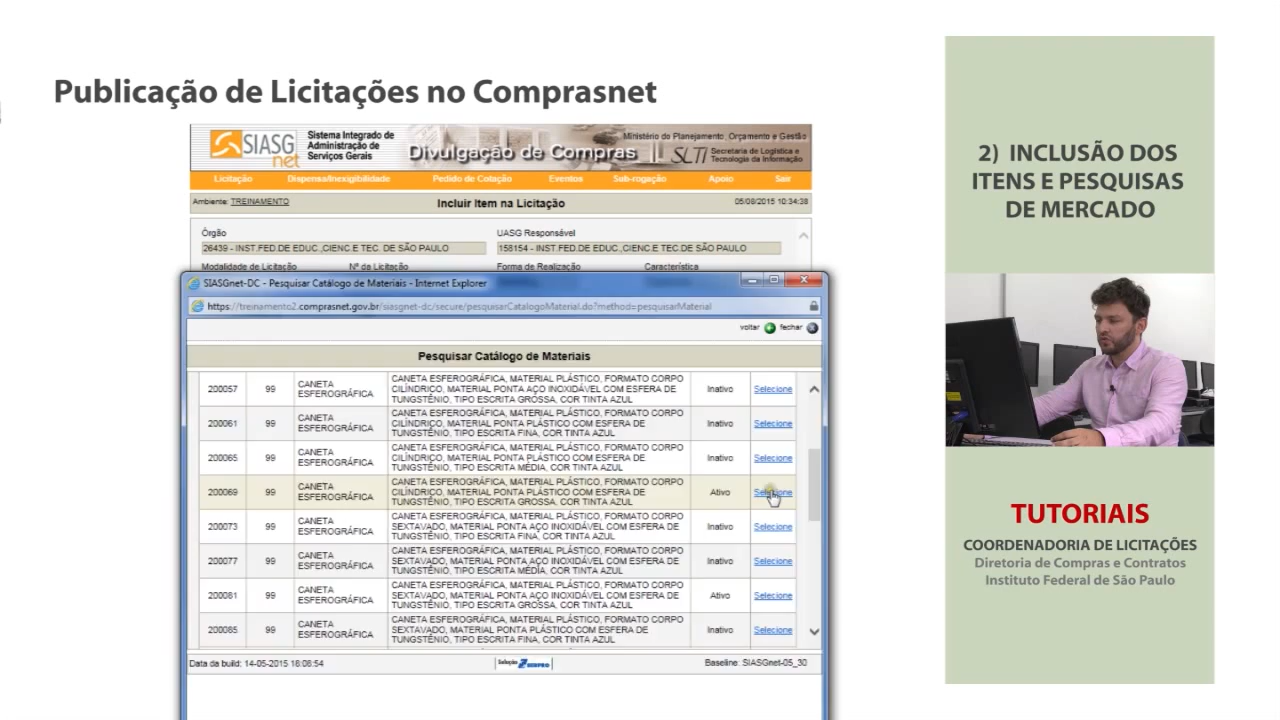 Publicação de Licitações no Comprasnet
SIASG
net
Sistema Integrado de
Administração de
Serviços Gerais
Divulgação de Compras
Ministério do Planejamento, Orçamento e Gestão
SLTI
Secretaria de Logística e
Tecnologia da Informação
Licitação Dispensa/Inexigibilidade Pedido de Cotação Eventos Sub-rogação Apoio Sair
Ambiente: TREINAMENTO Incluir Item na Licitação 05/08/2015 10:34:38
Órgão UASG Responsável
26439 - INST.FED.DE EDUC.,CIENC.E TEC. DE SÃO PAULO 158154 - INST.FED.DE EDUC.,CIENC.E TEC.DE SÃO PAULO
Modalidade de Licitação Nº da Licitação Forma de Realização Característica
SIASGnet-DC - Pesquisar Catálogo de Materiais - Internet Explorer
https://treinamento2.comprasnet.gov.br/siasgnet-dc/secure/pesquisarCatalogoMaterial.do?method=pesquisarMaterial
voltar fechar
Pesquisar Catálogo de Materiais
200057 99 CANETA ESFEROGRÁFICA CANETA ESFEROGRÁFICA, MATERIAL PLÁSTICO, FORMATO CORPO
CILÍNDRICO, MATERIAL PONTA AÇO INOXIDÁVEL COM ESFERA DE
TUNGSTÊNIO, TIPO ESCRITA GROSSA, COR TINTA AZUL Inativo Selecione
200061 99 CANETA ESFEROGRÁFICA CANETA ESFEROGRÁFICA, MATERIAL PLÁSTICO, FORMATO CORPO
CILÍNDRICO, MATERIAL PONTA PLÁSTICO COM ESFERA DE
TUNGSTÊNIO, TIPO ESCRITA FINA, COR TINTA AZUL Inativo Selecione
200065 99 CANETA ESFEROGRÁFICA CANETA ESFEROGRÁFICA, MATERIAL PLÁSTICO, FORMATO CORPO
CILÍNDRICO, MATERIAL PONTA PLÁSTICO COM ESFERA DE
TUNGSTÊNIO, TIPO ESCRITA MÉDIA, COR TINTA AZUL Inativo Selecione
200069 99 CANETA ESFEROGRÁFICA CANETA ESFEROGRÁFICA, MATERIAL PLÁSTICO, FORMATO CORPO
CILÍNDRICO, MATERIAL PONTA PLÁSTICO COM ESFERA DE
TUNGSTÊNIO, TIPO ESCRITA GROSSA, COR TINTA AZUL Ativo Selecione
200073 99 CANETA ESFEROGRÁFICA CANETA ESFEROGRÁFICA, MATERIAL PLÁSTICO, FORMATO CORPO
SEXTAVADO, MATERIAL PONTA AÇO INOXIDÁVEL COM ESFERA DE
TUNGSTÊNIO, TIPO ESCRITA FINA, COR TINTA AZUL Inativo Selecione
200077 99 CANETA ESFEROGRÁFICA CANETA ESFEROGRÁFICA, MATERIAL PLÁSTICO, FORMATO CORPO
SEXTAVADO, MATERIAL PONTA AÇO INOXIDÁVEL COM ESFERA DE
TUNGSTÊNIO, TIPO ESCRITA MÉDIA, COR TINTA AZUL Inativo Selecione
200081 99 CANETA ESFEROGRÁFICA CANETA ESFEROGRÁFICA, MATERIAL PLÁSTICO, FORMATO CORPO
SEXTAVADO, MATERIAL PONTA AÇO INOXIDÁVEL COM ESFERA DE
TUNGSTÊNIO, TIPO ESCRITA GROSSA, COR TINTA AZUL Ativo Selecione
200085 99 CANETA ESFEROGRÁFICA CANETA ESFEROGRÁFICA, MATERIAL PLÁSTICO, FORMATO CORPO
SEXTAVADO, MATERIAL PONTA PLÁSTICO COM ESFERA DE
TUNGSTÊNIO, TIPO ESCRITA FINA, COR TINTA AZUL Inativo Selecione
Data da build: 14-05-2015 18:08:54 Solução SERPRO Baseline: SIASGnet-05_30
2) INCLUSÃO DOS
ITENS E PESQUISAS
DE MERCADO
TUTORIAIS
COORDENADORIA DE LICITAÇÕES
Diretoria de Compras e Contratos
Instituto Federal de São Paulo